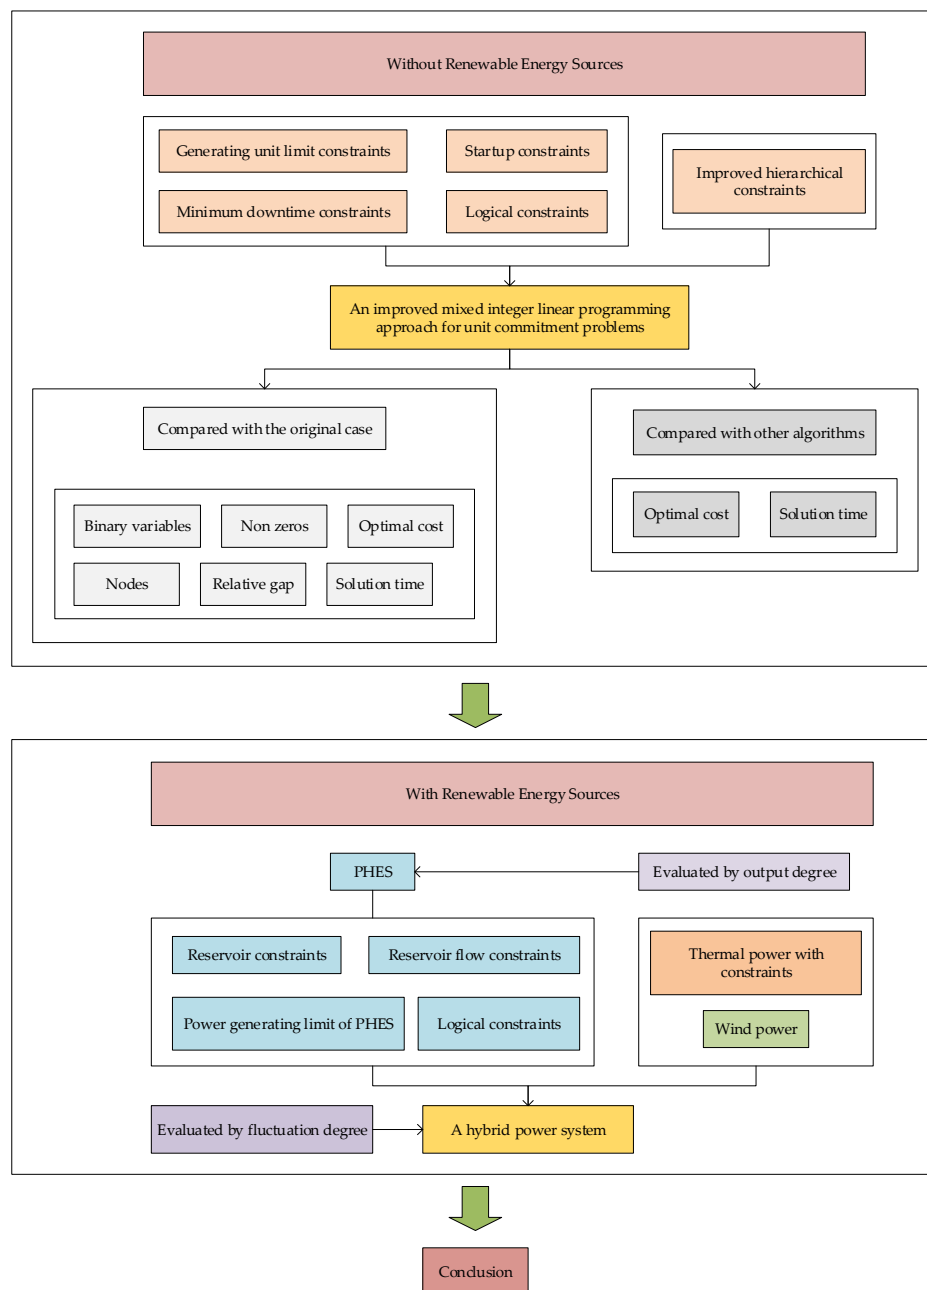 Without Renewable Energy Sources
Generating unit limit constraints
Startup constraints
Minimum downtime constraints
Logical constraints
Improved hierarchical
constraints
An improved mixed integer linear programming
approach for unit commitment problems
Compared with the original case
Binary variables
Non zeros
Optimal cost
Nodes
Relative gap
Solution time
Compared with other algorithms
Optimal cost
Solution time
With Renewable Energy Sources
PHES
Evaluated by output degree
Reservoir constraints
Reservoir flow constraints
Power generating limit of PHES
Logical constraints
Thermal power with
constraints
Wind power
Evaluated by fluctuation degree
A hybrid power system
Conclusion